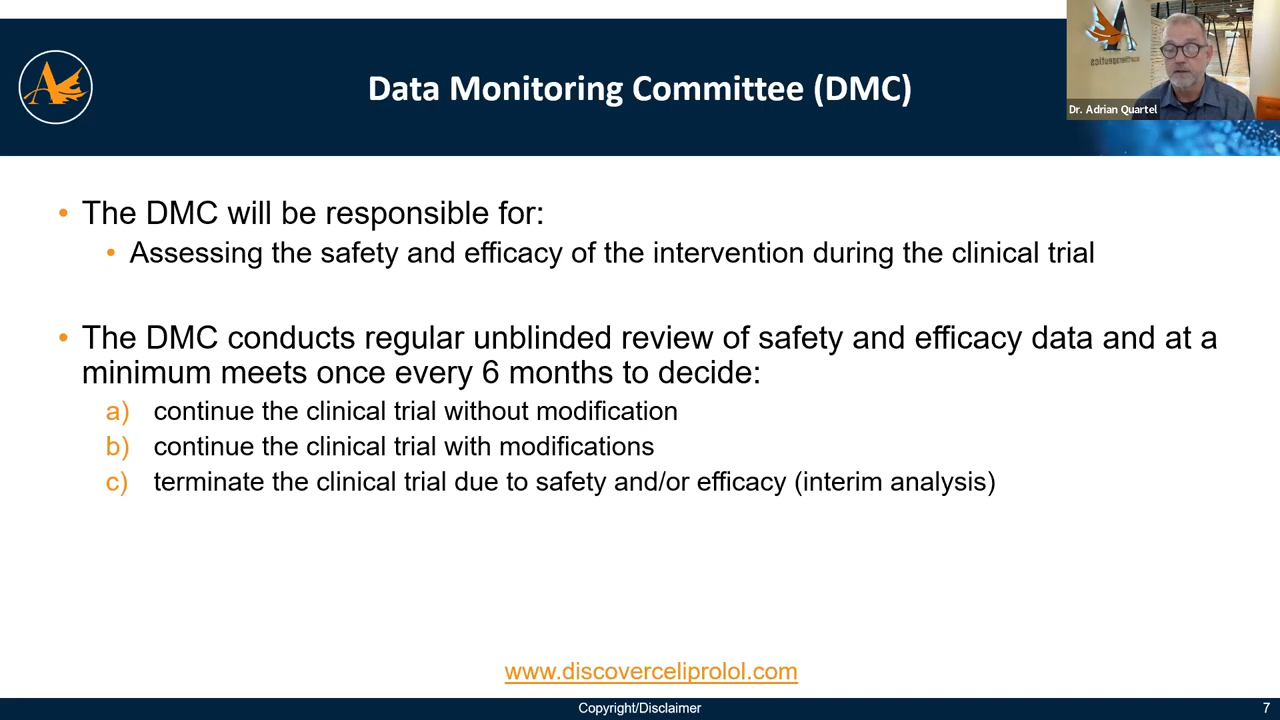 Data Monitoring Committee (DMC)
Dr. Adrian Quartel
• The DMC will be responsible for:
• Assessing the safety and efficacy of the intervention during the clinical trial
• The DMC conducts regular unblinded review of safety and efficacy data and at a
minimum meets once every 6 months to decide:
a) continue the clinical trial without modification
b) continue the clinical trial with modifications
c) terminate the clinical trial due to safety and/or efficacy (interim analysis)
www.discoverceliprolol.com
Copyright/Disclaimer
7